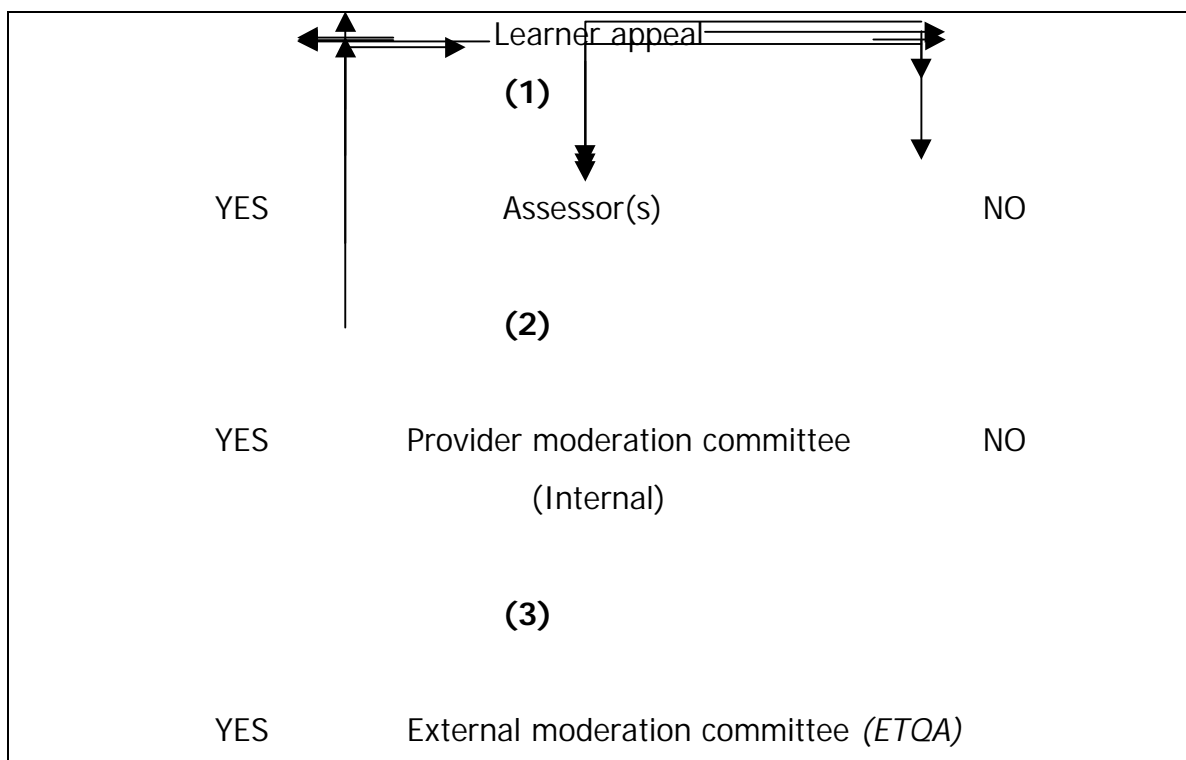 Learner appeal
(1)
YES Assessor(s) NO
(2)
YES Provider moderation committee NO
(Internal)
(3)
YES External moderation committee (ETQA)